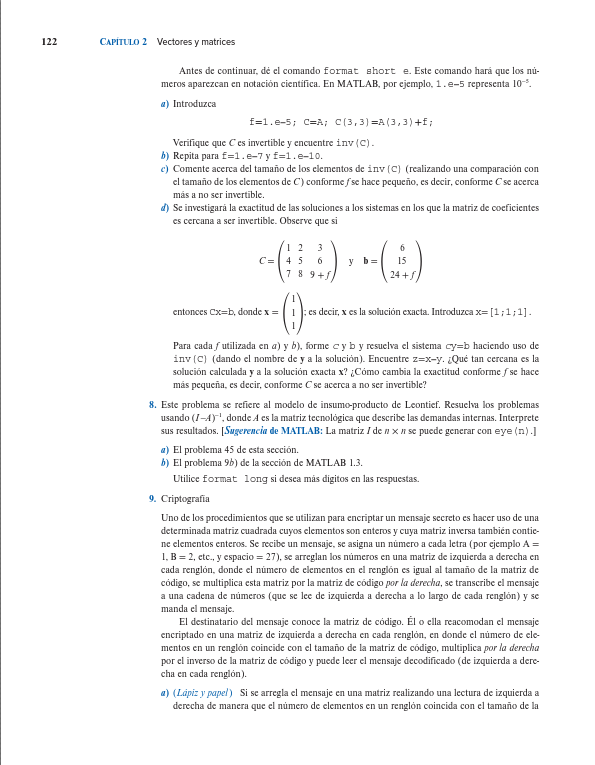 122 CAPÍTULO 2 Vectores y matrices
Antes de continuar, dé el comando format short e. Este comando hará que los nú-
meros aparezcan en notación científica. En MATLAB, por ejemplo, 1.e-5 representa 10⁻⁵.
a) Introduzca
f=1.e-5; C=A; C(3,3)=A(3,3)+f;
Verifique que C es invertible y encuentre inv(C).
b) Repita para f=1.e-7 y f=1.e-10.
c) Comente acerca del tamaño de los elementos de inv(C) (realizando una comparación con
el tamaño de los elementos de C) conforme f se hace pequeño, es decir, conforme C se acerca
más a no ser invertible.
d) Se investigará la exactitud de las soluciones a los sistemas en los que la matriz de coeficientes
es cercana a ser invertible. Observe que si
1 2 3 6
C = 4 5 6 y b = 15
7 8 9 + f 24 + f
1
entonces Cx=b, donde x = 1 ; es decir, x es la solución exacta. Introduzca x=[1;1;1].
1
Para cada f utilizada en a) y b), forme C y b y resuelva el sistema Cy=b haciendo uso de
inv(C) (dando el nombre de y a la solución). Encuentre z=x-y. ¿Qué tan cercana es la
solución calculada y a la solución exacta x? ¿Cómo cambia la exactitud conforme f se hace
más pequeña, es decir, conforme C se acerca a no ser invertible?
8. Este problema se refiere al modelo de insumo-producto de Leontief. Resuelva los problemas
usando (I–A)⁻¹, donde A es la matriz tecnológica que describe las demandas internas. Interprete
sus resultados. [Sugerencia de MATLAB: La matriz I de n × n se puede generar con eye(n).]
a) El problema 45 de esta sección.
b) El problema 9b) de la sección de MATLAB 1.3.
Utilice format long si desea más dígitos en las respuestas.
9. Criptografía
Uno de los procedimientos que se utilizan para encriptar un mensaje secreto es hacer uso de una
determinada matriz cuadrada cuyos elementos son enteros y cuya matriz inversa también contie-
ne elementos enteros. Se recibe un mensaje, se asigna un número a cada letra (por ejemplo A =
1, B = 2, etc., y espacio = 27), se arreglan los números en una matriz de izquierda a derecha en
cada renglón, donde el número de elementos en el renglón es igual al tamaño de la matriz de
código, se multiplica esta matriz por la matriz de código por la derecha, se transcribe el mensaje
a una cadena de números (que se lee de izquierda a derecha a lo largo de cada renglón) y se
manda el mensaje.
El destinatario del mensaje conoce la matriz de código. Él o ella reacomodan el mensaje
encriptado en una matriz de izquierda a derecha en cada renglón, en donde el número de ele-
mentos en un renglón coincide con el tamaño de la matriz de código, multiplica por la derecha
por el inverso de la matriz de código y puede leer el mensaje decodificado (de izquierda a dere-
cha en cada renglón).
a) (Lápiz y papel) Si se arregla el mensaje en una matriz realizando una lectura de izquierda a
derecha de manera que el número de elementos en un renglón coincida con el tamaño de la